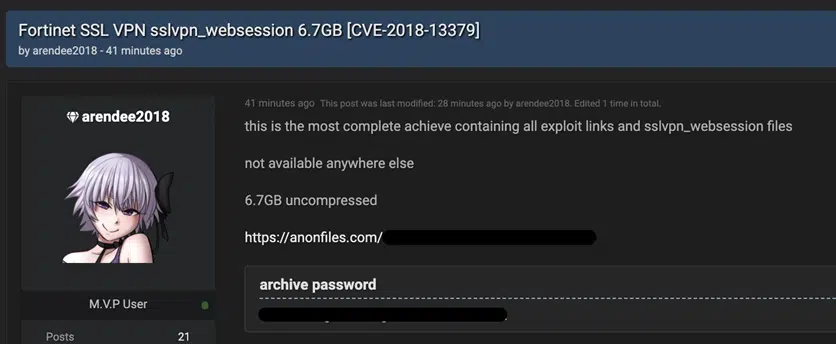 Fortinet SSL VPN sslvpn_websession 6.7GB [CVE-2018-13379]
by arendee2018 - 41 minutes ago
arendee2018
M.V.P User
Posts 21
41 minutes ago This post was last modified: 28 minutes ago by arendee2018. Edited 1 time in total.
this is the most complete achieve containing all exploit links and sslvpn_websession files
not available anywhere else
6.7GB uncompressed
https://anonfiles.com/
archive password